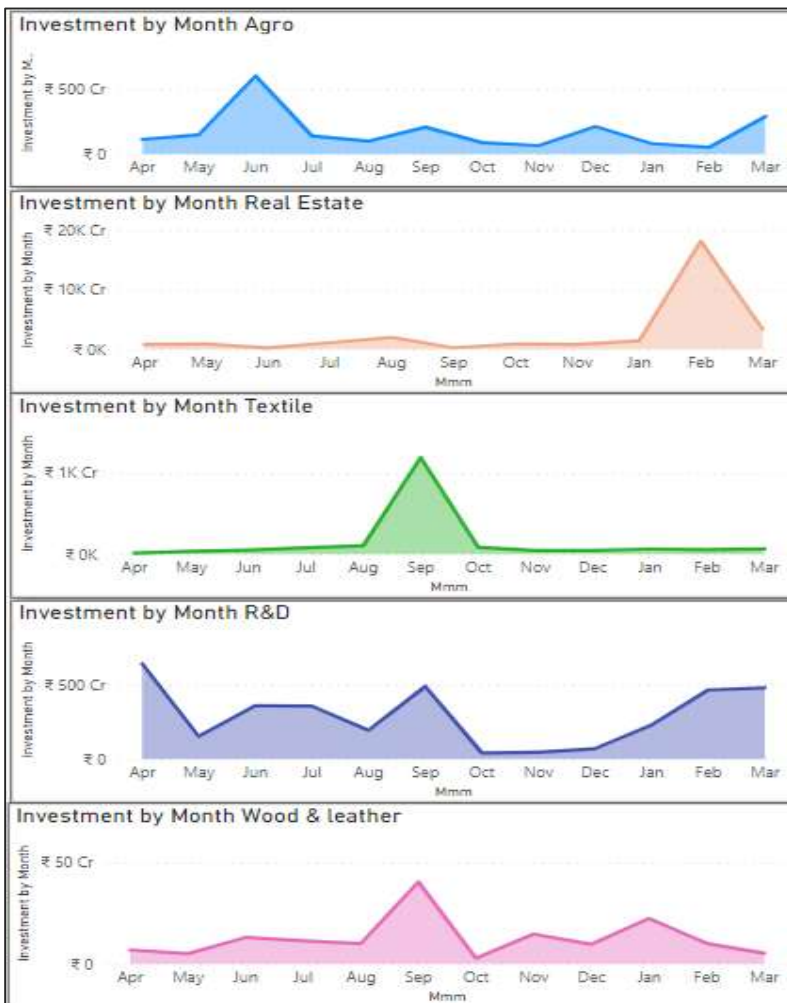 Investment by Month Agro
Investment by M..
₹ 500 Cr
₹ 0
Apr May Jun Jul Aug Sep Oct Nov Dec Jan Feb Mar
Investment by Month Real Estate
Investment by Month
₹ 20K Cr
₹ 10K Cr
₹ 0K
Apr May Jun Jul Aug Sep Oct Nov Jan Feb Mar
Mmm
Investment by Month Textile
Investment by Month
₹ 1K Cr
₹ 0K
Apr May Jun Jul Aug Sep Oct Nov Dec Jan Feb Mar
Mmm
Investment by Month R&D
Investment by Month
₹ 500 Cr
₹ 0
Apr May Jun Jul Aug Sep Oct Nov Dec Jan Feb Mar
Mmm
Investment by Month Wood & leather
Investment by Month
₹ 50 Cr
₹ 0
Apr May Jun Jul Aug Sep Oct Nov Dec Jan Feb Mar
Mmm